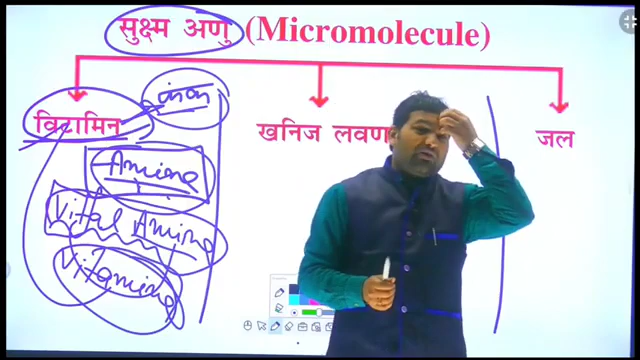 सुक्ष्म अणु (Micromolecule)
विटामिन
खनिज लवण
जल
Amine
Vital Amine
Vitamine